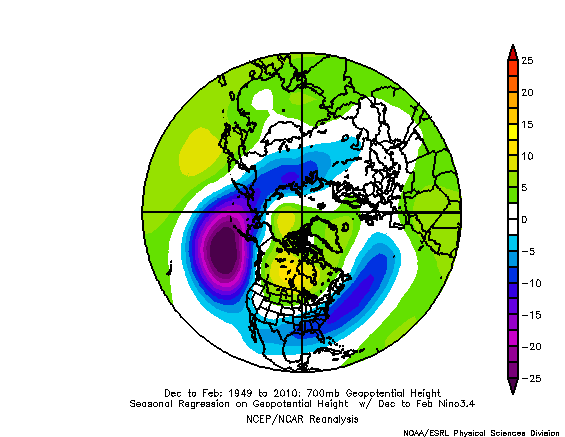 25
20
15
10
5
0
-5
-10
-15
-20
-25
Dec to Feb: 1949 to 2010: 700mb Geopotential Height
Seasonal Regression on Geopotential Height w/ Dec to Feb Nino3.4
NCEP/NCAR Reanalysis
NOAA/ESRL Physical Sciences Division